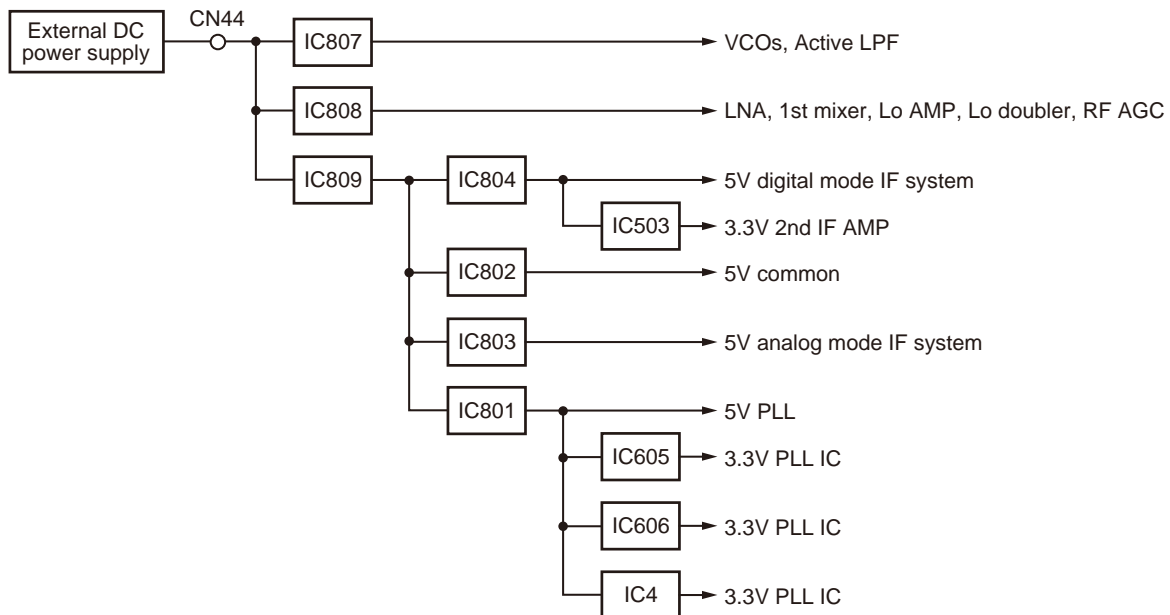 External DC
power supply
CN44
IC807
VCOs, Active LPF
IC808
LNA, 1st mixer, Lo AMP, Lo doubler, RF AGC
IC809
IC804
5V digital mode IF system
IC503
3.3V 2nd IF AMP
IC802
5V common
IC803
5V analog mode IF system
IC801
5V PLL
IC605
3.3V PLL IC
IC606
3.3V PLL IC
IC4
3.3V PLL IC